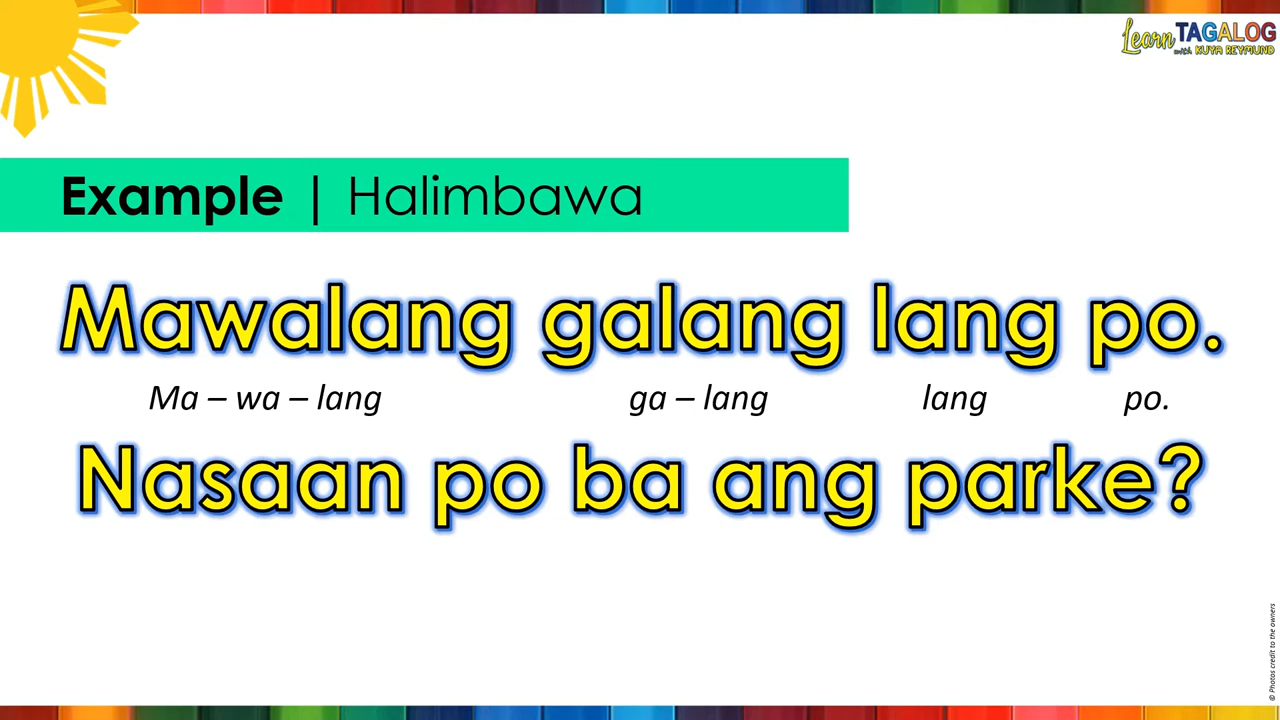 Learn TAGALOG
with KUYA REYMUND
Example | Halimbawa
Mawalang galang lang po.
Ma – wa – lang ga – lang lang po.
Nasaan po ba ang parke?
© Photos credit to the owners